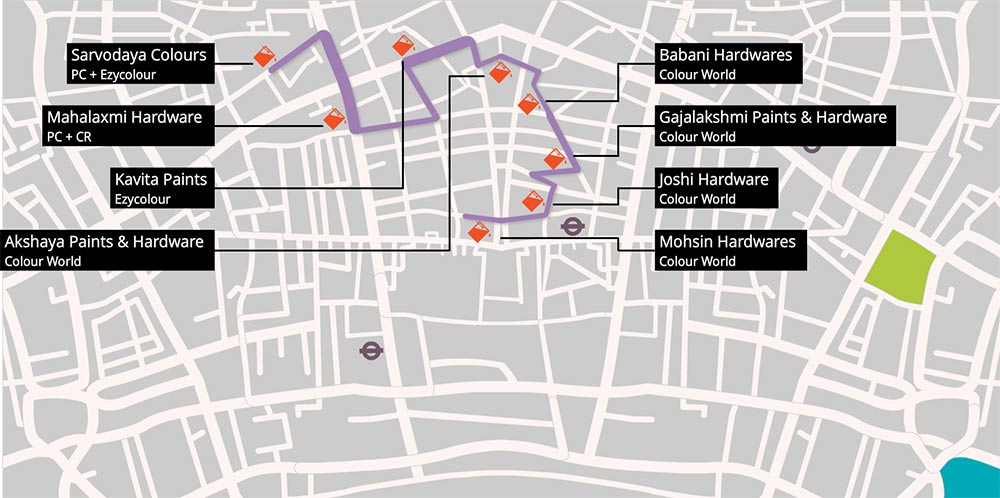 Sarvodaya Colours
PC + Ezycolour
Mahalaxmi Hardware
PC + CR
Kavita Paints
Ezycolour
Akshaya Paints & Hardware
Colour World
Babani Hardwares
Colour World
Gajalakshmi Paints & Hardware
Colour World
Joshi Hardware
Colour World
Mohsin Hardwares
Colour World